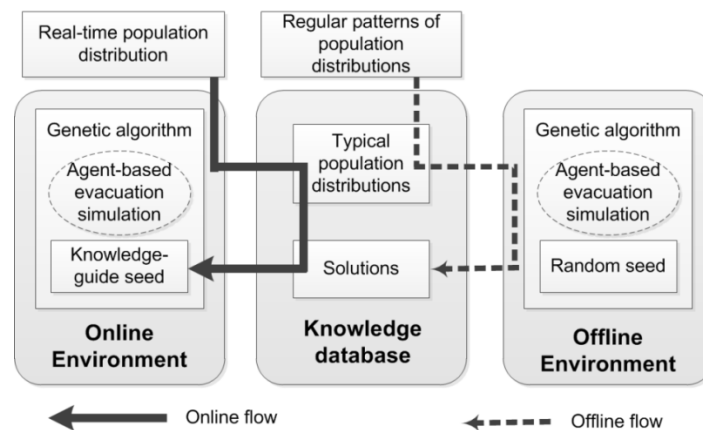 Real-time population
distribution
Regular patterns of
population
distributions
Genetic algorithm
Agent-based
evacuation
simulation
Knowledge-
guide seed
Online
Environment
Typical
population
distributions
Solutions
Knowledge
database
Genetic algorithm
Agent-based
evacuation
simulation
Random seed
Offline
Environment
Online flow
Offline flow